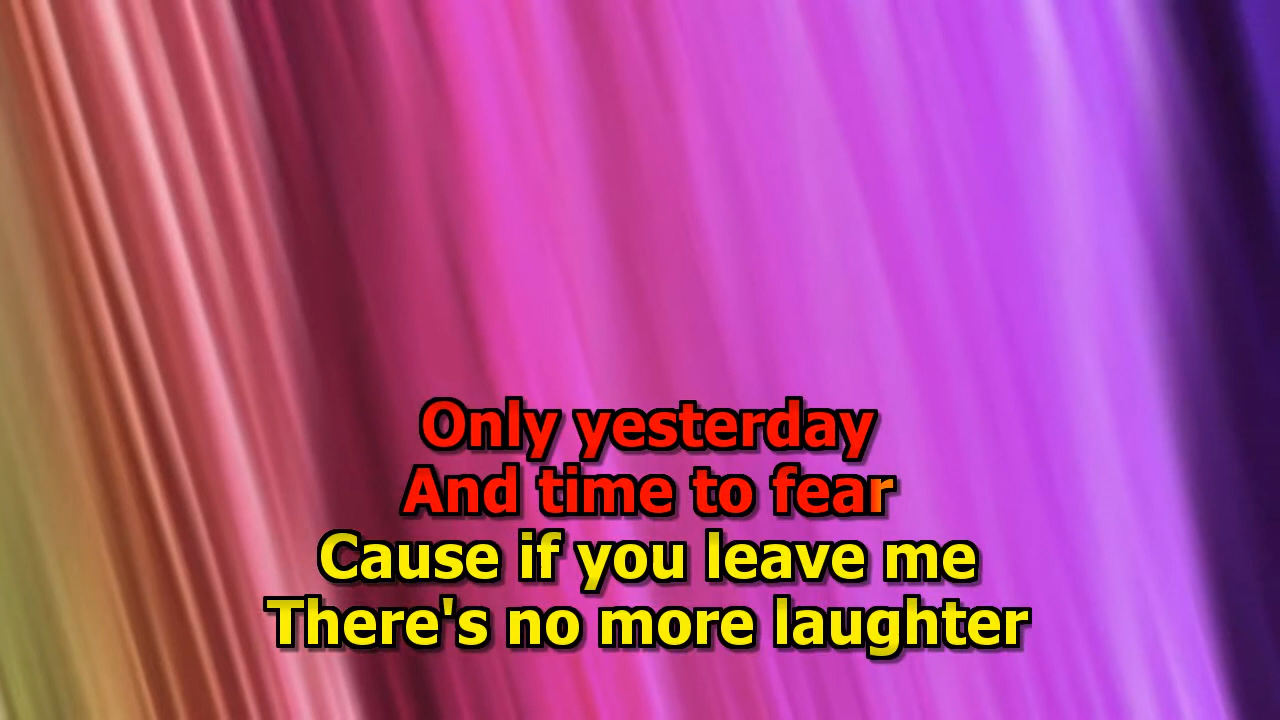 Only yesterday
And time to fear
Cause if you leave me
There's no more laughter